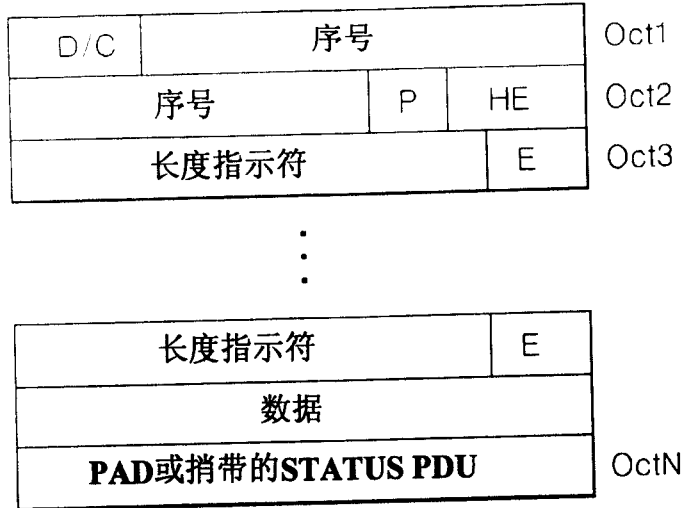 D/C 序号 Oct1
序号 P HE Oct2
长度指示符 E Oct3
长度指示符 E
数据
PAD或捎带的STATUS PDU OctN